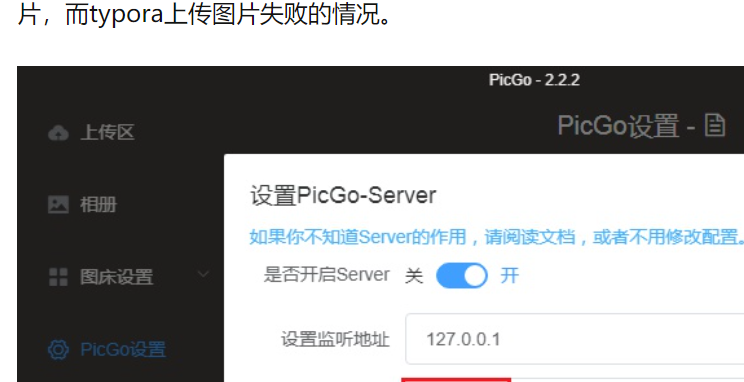 片，而typora上传图片失败的情况。
PicGo - 2.2.2
PicGo设置 -
上传区
相册
图床设置
PicGo设置
设置PicGo-Server
如果你不知道Server的作用，请阅读文档，或者不用修改配置。
是否开启Server 关 开
设置监听地址 127.0.0.1